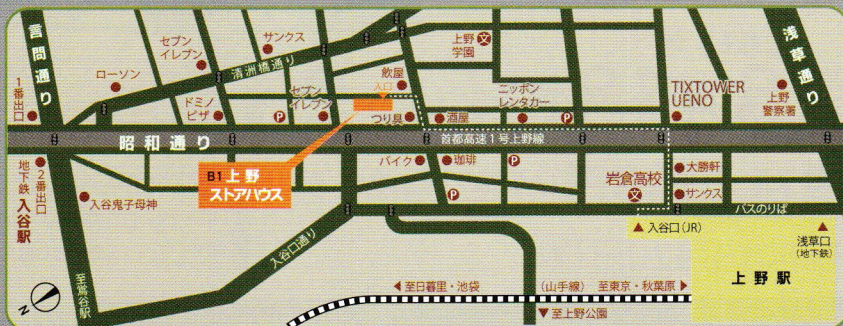 言問通り
1番出口
ローソン
セブン
イレブン
サンクス
清洲橋通り
ドミノ
ピザ
P
セブン
イレブン
飲屋
入口
つり具
上野
学園
文
酒屋
ニッポン
レンタカー
P
TIXTOWER
UENO
浅草通り
上野
警察署
昭和通り
首都高速1号上野線
B1 上野
ストアハウス
地下鉄 入谷駅
2番出口
入谷鬼子母神
バイク
珈琲
P
P
岩倉高校
文
大勝軒
サンクス
バスのりば
入谷口通り
至鶯谷駅
入谷口(JR)
浅草口
(地下鉄)
上野駅
至日暮里・池袋
(山手線) 至東京・秋葉原
至上野公園
N